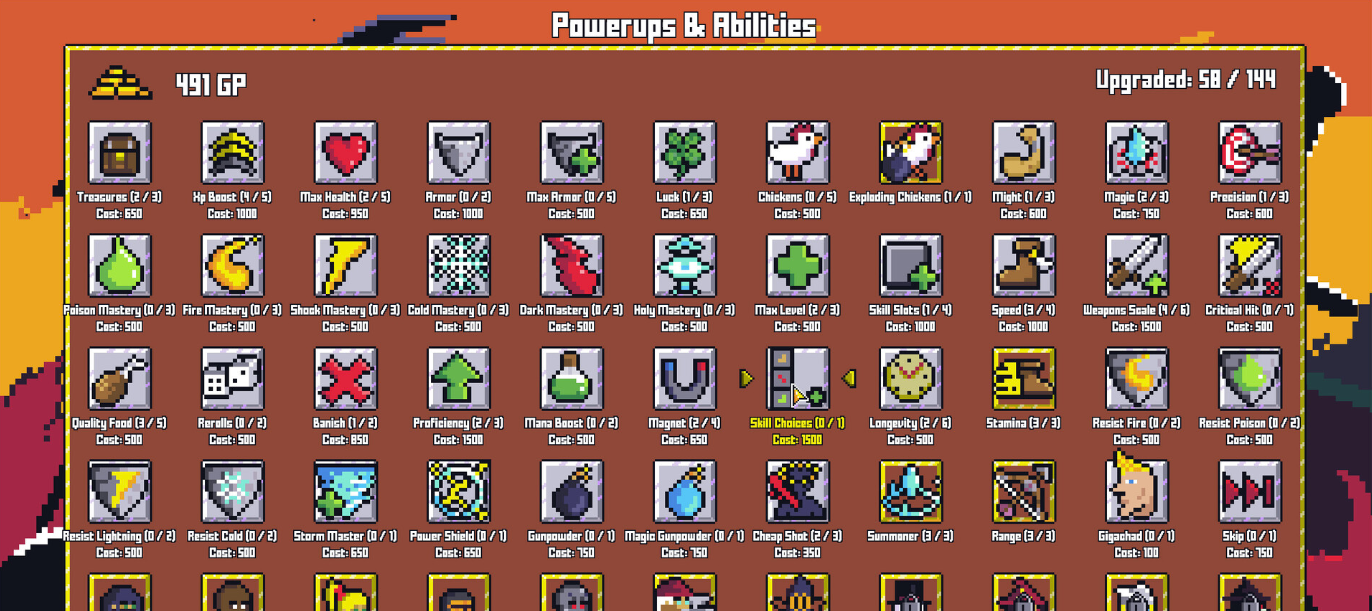 Powerups & Abilities
491 GP
Upgraded: 58 / 144
Treasures (2 / 3)
Cost: 650
Xp Boost (4 / 5)
Cost: 1000
Max Health (2 / 5)
Cost: 950
Armor (0 / 2)
Cost: 1000
Max Armor (0 / 5)
Cost: 500
Luck (1 / 3)
Cost: 650
Chickens (0 / 5)
Cost: 500
Exploding Chickens (1 / 1)
Might (1 / 3)
Cost: 600
Magic (2 / 3)
Cost: 750
Precision (1 / 3)
Cost: 600
Poison Mastery (0 / 3)
Cost: 500
Fire Mastery (0 / 3)
Cost: 500
Shock Mastery (0 / 3)
Cost: 500
Cold Mastery (0 / 3)
Cost: 500
Dark Mastery (0 / 3)
Cost: 500
Holy Mastery (0 / 3)
Cost: 500
Max Level (2 / 3)
Cost: 500
Skill Slots (1 / 4)
Cost: 1000
Speed (3 / 4)
Cost: 1000
Weapons Scale (4 / 6)
Cost: 1500
Critical Hit (0 / 1)
Cost: 500
Quality Food (3 / 5)
Cost: 500
Rerolls (0 / 2)
Cost: 500
Banish (1 / 2)
Cost: 850
Proficiency (2 / 3)
Cost: 1500
Mana Boost (0 / 2)
Cost: 500
Magnet (2 / 4)
Cost: 650
Skill Choices (0 / 1)
Cost: 1500
Longevity (2 / 6)
Cost: 500
Stamina (3 / 3)
Resist Fire (0 / 2)
Cost: 500
Resist Poison (0 / 2)
Cost: 500
Resist Lightning (0 / 2)
Cost: 500
Resist Cold (0 / 2)
Cost: 500
Storm Master (0 / 1)
Cost: 650
Power Shield (0 / 1)
Cost: 650
Gunpowder (0 / 1)
Cost: 750
Magic Gunpowder (0 / 1)
Cost: 750
Cheap Shot (2 / 3)
Cost: 350
Summoner (3 / 3)
Range (3 / 3)
Gigachad (0 / 1)
Cost: 100
Skip (0 / 1)
Cost: 750